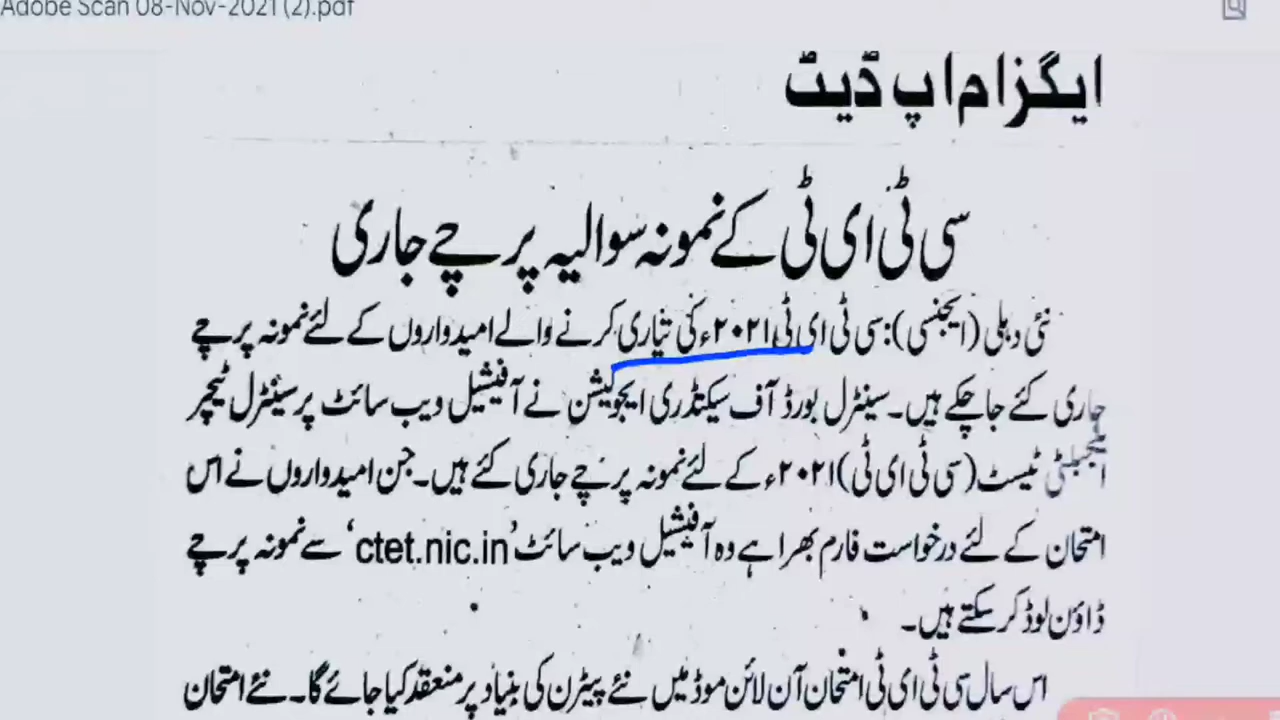 Adobe Scan 08-Nov-2021 (2).pdf
ایگزام اپ ڈیٹ
سی ٹی ای ٹی کے نمونہ سوالیہ پرچے جاری
نئی دہلی (ایجنسی): سی ٹی ای ٹی ۲۰۲۱ء کی تیاری کرنے والے امیدواروں کے لئے نمونہ پرچے
جاری کئے جاچکے ہیں۔ سینٹرل بورڈ آف سیکنڈری ایجوکیشن نے آفیشیل ویب سائٹ پر سینٹرل ٹیچر
ٹیسٹ (سی ٹی ای ٹی) ۲۰۲۱ء کے لئے نمونہ پرچے جاری کئے ہیں۔ جن امیدواروں نے اس
امتحان کے لئے درخواست فارم بھرا ہے وہ آفیشیل ویب سائٹ 'ctet.nic.in' سے نمونہ پرچے
ڈاؤن لوڈ کرسکتے ہیں۔
اس سال سی ٹی ای ٹی امتحان آن لائن موڈ میں نئے پیٹرن کی بنیاد پر منعقد کیا جائے گا۔ نئے امتحان